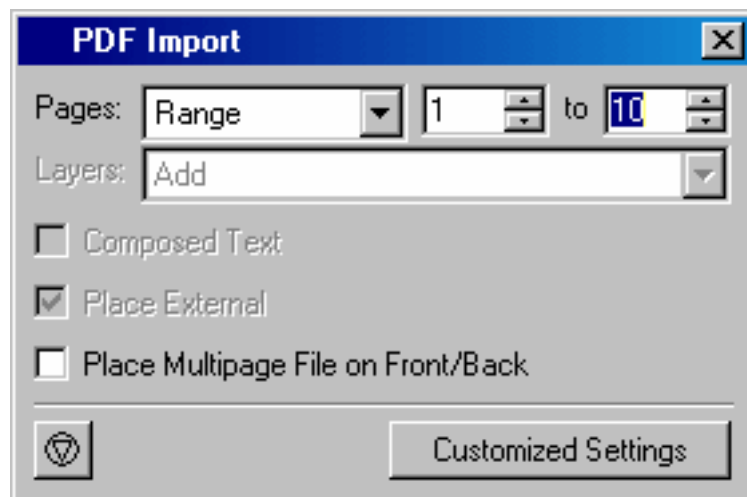 PDF Import
Pages: Range 1 to 10
Layers: Add
Composed Text
Place External
Place Multipage File on Front/Back
Customized Settings